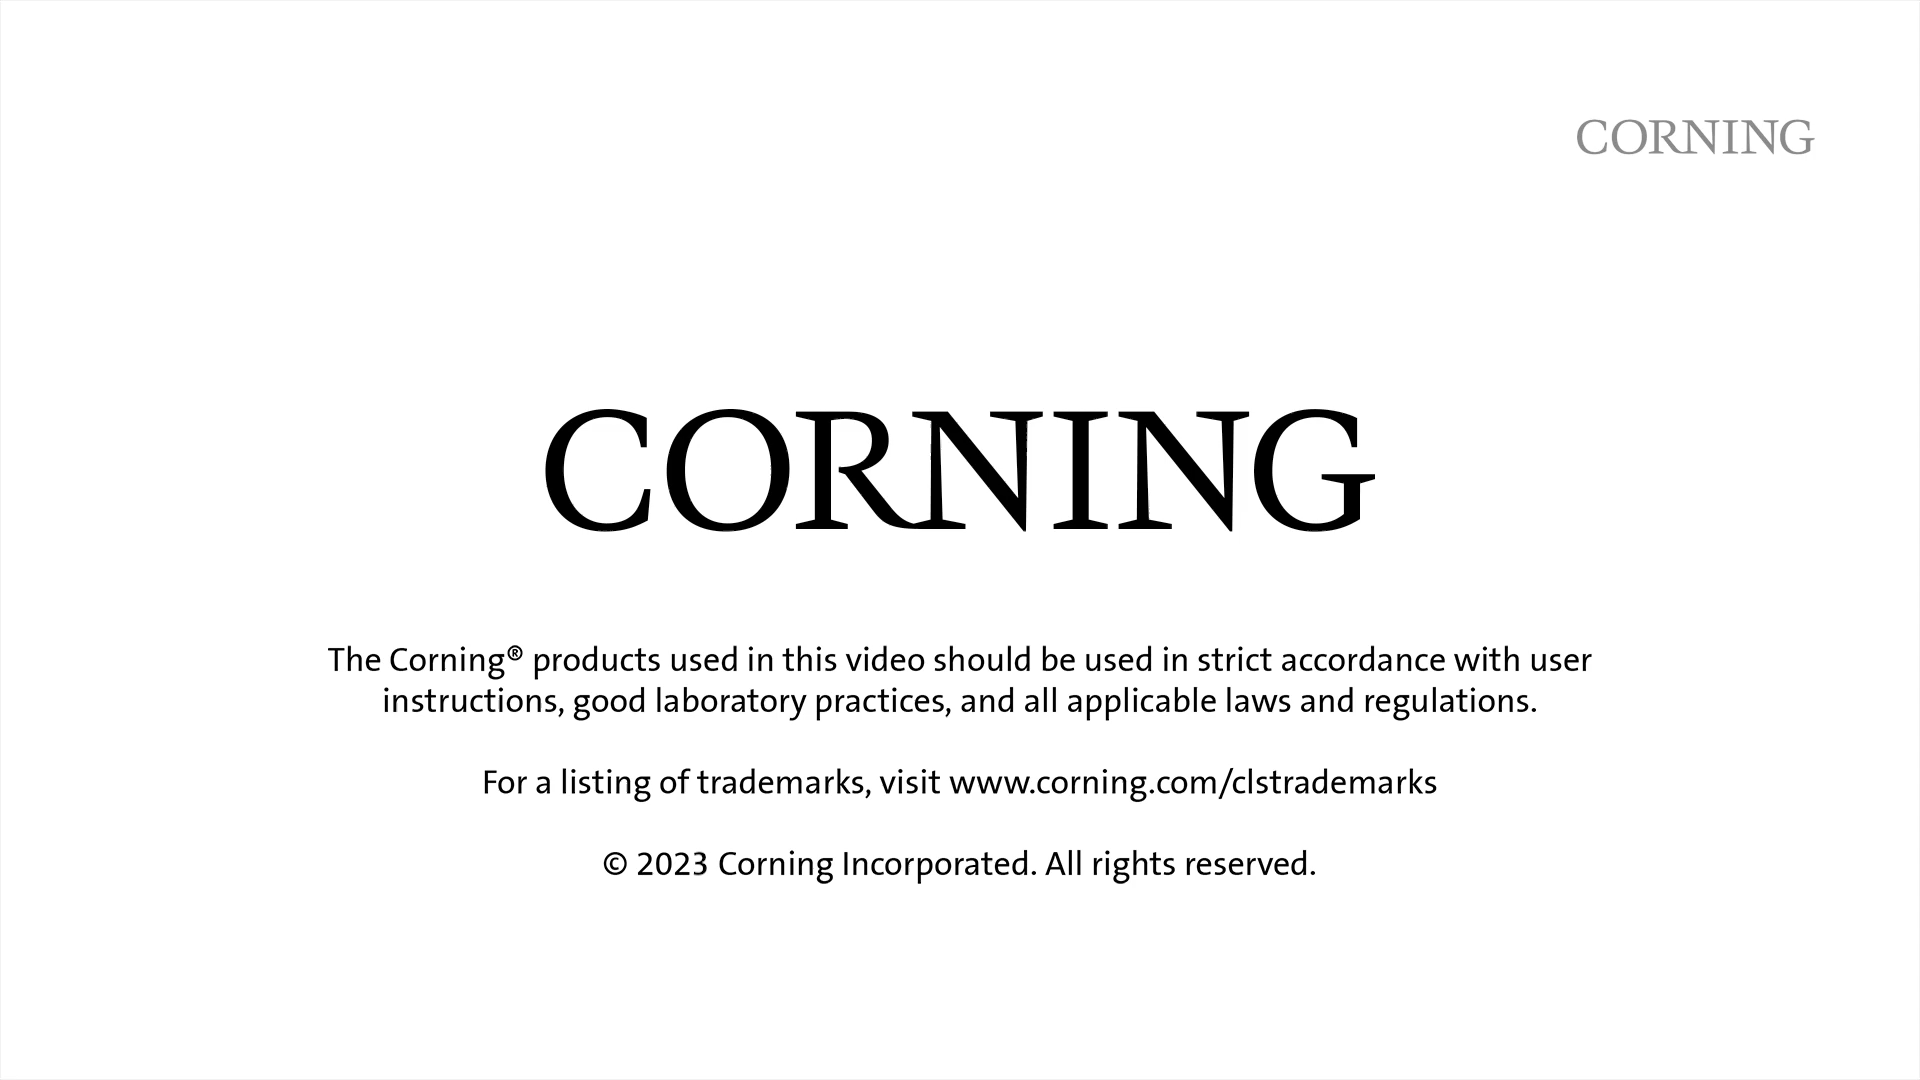 CORNING
CORNING
The Corning® products used in this video should be used in strict accordance with user
instructions, good laboratory practices, and all applicable laws and regulations.
For a listing of trademarks, visit www.corning.com/clstrademarks
© 2023 Corning Incorporated. All rights reserved.